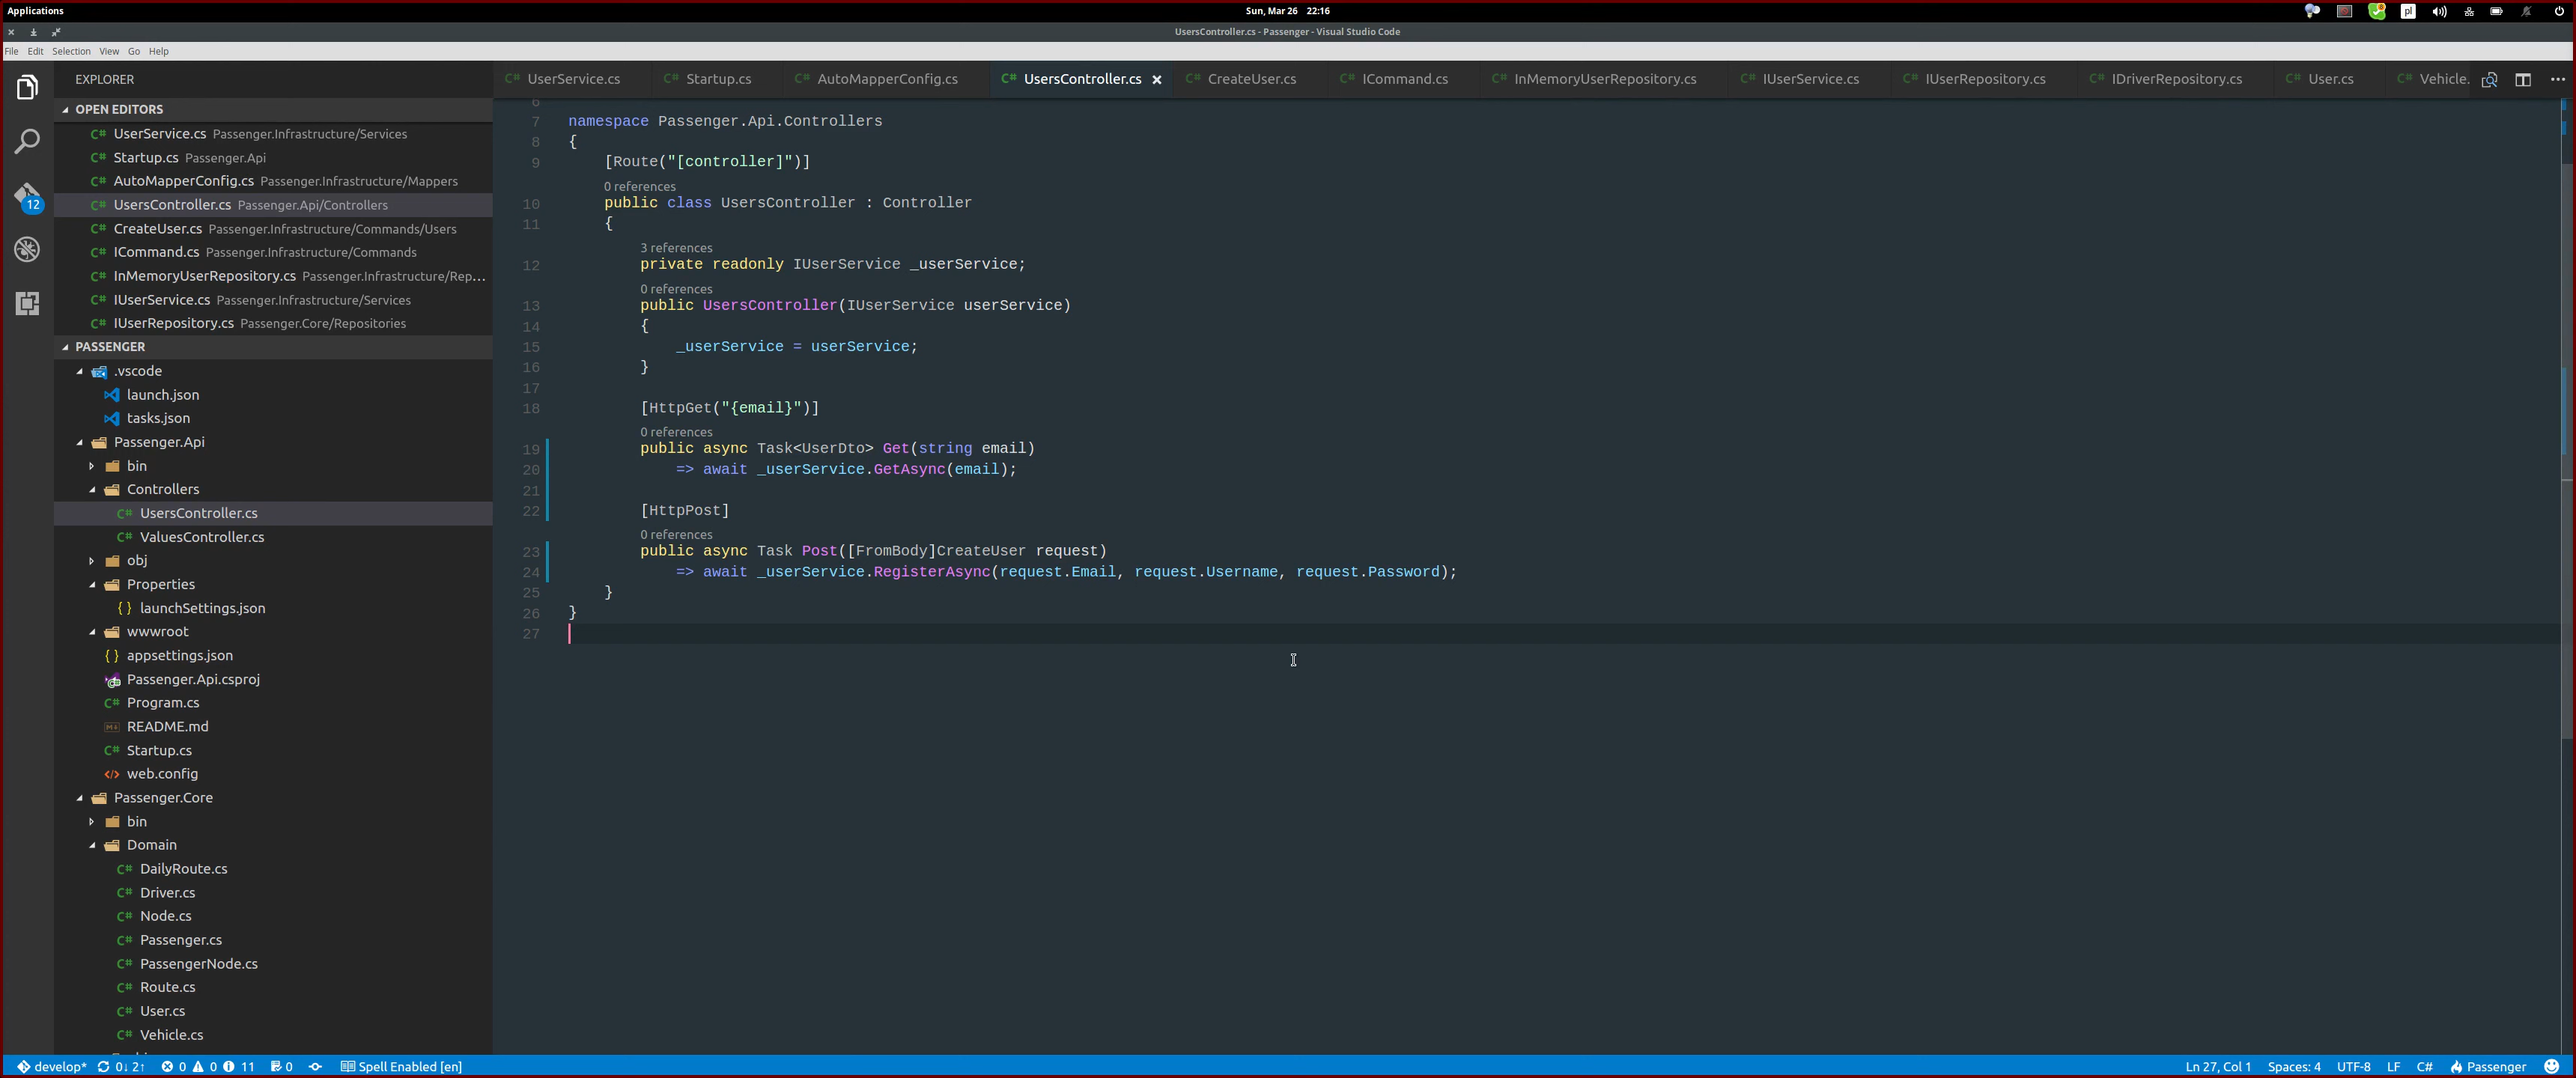 Applications
Sun, Mar 26 22:16
pl
UsersController.cs - Passenger - Visual Studio Code
File Edit Selection View Go Help
EXPLORER
OPEN EDITORS
C# UserService.cs Passenger.Infrastructure/Services
C# Startup.cs Passenger.Api
C# AutoMapperConfig.cs Passenger.Infrastructure/Mappers
C# UsersController.cs Passenger.Api/Controllers
C# CreateUser.cs Passenger.Infrastructure/Commands/Users
C# ICommand.cs Passenger.Infrastructure/Commands
C# InMemoryUserRepository.cs Passenger.Infrastructure/Rep...
C# IUserService.cs Passenger.Infrastructure/Services
C# IUserRepository.cs Passenger.Core/Repositories
12
PASSENGER
.vscode
launch.json
tasks.json
Passenger.Api
bin
Controllers
C# UsersController.cs
C# ValuesController.cs
obj
Properties
{ } launchSettings.json
wwwroot
{ } appsettings.json
Passenger.Api.csproj
C# Program.cs
README.md
C# Startup.cs
</> web.config
Passenger.Core
bin
Domain
C# DailyRoute.cs
C# Driver.cs
C# Node.cs
C# Passenger.cs
C# PassengerNode.cs
C# Route.cs
C# User.cs
C# Vehicle.cs
C# UserService.cs C# Startup.cs C# AutoMapperConfig.cs C# UsersController.cs × C# CreateUser.cs C# ICommand.cs C# InMemoryUserRepository.cs C# IUserService.cs C# IUserRepository.cs C# IDriverRepository.cs C# User.cs C# Vehicle.
6
7 namespace Passenger.Api.Controllers
8 {
9 [Route("[controller]")]
0 references
10 public class UsersController : Controller
11 {
3 references
12 private readonly IUserService _userService;
0 references
13 public UsersController(IUserService userService)
14 {
15 _userService = userService;
16 }
17
18 [HttpGet("{email}")]
0 references
19 public async Task<UserDto> Get(string email)
20 => await _userService.GetAsync(email);
21
22 [HttpPost]
0 references
23 public async Task Post([FromBody]CreateUser request)
24 => await _userService.RegisterAsync(request.Email, request.Username, request.Password);
25 }
26 }
27
develop* 0↓ 2↑ 0 0 11 0 Spell Enabled [en]
Ln 27, Col 1 Spaces: 4 UTF-8 LF C# Passenger